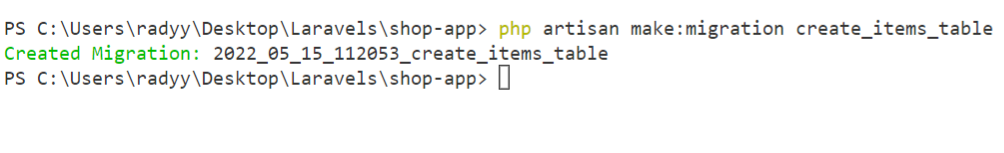 PS C:\Users\radyy\Desktop\Laravels\shop-app> php artisan make:migration create_items_table
Created Migration: 2022_05_15_112053_create_items_table
PS C:\Users\radyy\Desktop\Laravels\shop-app>